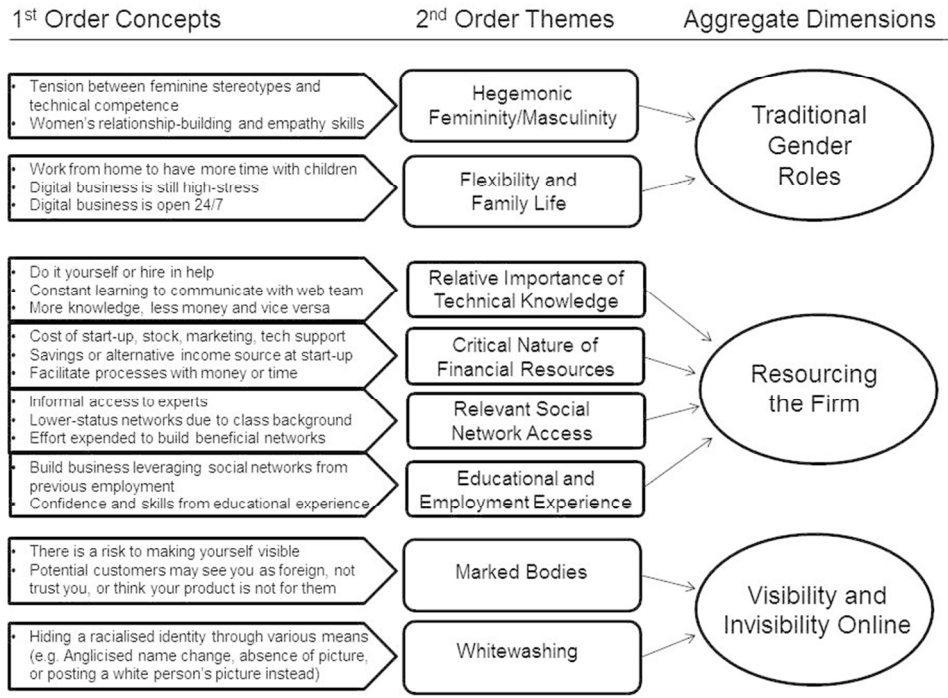 1st Order Concepts
2nd Order Themes
Aggregate Dimensions
• Tension between feminine stereotypes and
technical competence
• Women's relationship-building and empathy skills
Hegemonic
Femininity/Masculinity
• Work from home to have more time with children
• Digital business is still high-stress
• Digital business is open 24/7
Flexibility and
Family Life
Traditional
Gender
Roles
• Do it yourself or hire in help
• Constant learning to communicate with web team
• More knowledge, less money and vice versa
Relative Importance of
Technical Knowledge
• Cost of start-up, stock, marketing, tech support
• Savings or alternative income source at start-up
• Facilitate processes with money or time
Critical Nature of
Financial Resources
• Informal access to experts
• Lower-status networks due to class background
• Effort expended to build beneficial networks
Relevant Social
Network Access
• Build business leveraging social networks from
previous employment
• Confidence and skills from educational experience
Educational and
Employment Experience
Resourcing
the Firm
• There is a risk to making yourself visible
• Potential customers may see you as foreign, not
trust you, or think your product is not for them
Marked Bodies
• Hiding a racialised identity through various means
(e.g. Anglicised name change, absence of picture,
or posting a white person's picture instead)
Whitewashing
Visibility and
Invisibility Online